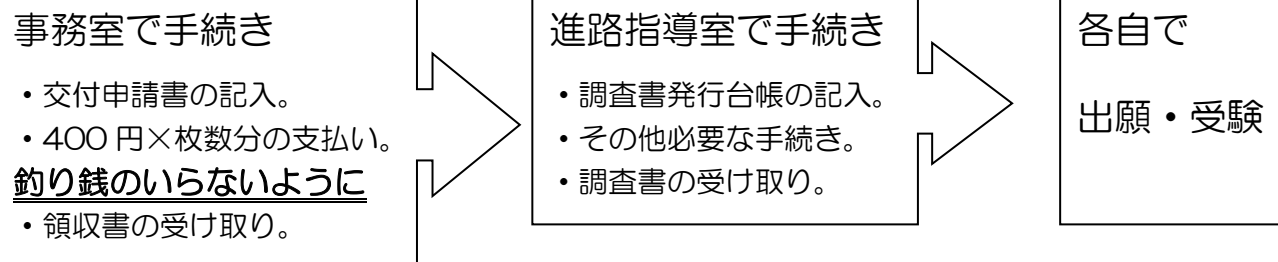 事務室で手続き
・交付申請書の記入。
・400円×枚数分の支払い。
釣り銭のいらないように
・領収書の受け取り。
進路指導室で手続き
・調査書発行台帳の記入。
・その他必要な手続き。
・調査書の受け取り。
各自で
出願・受験